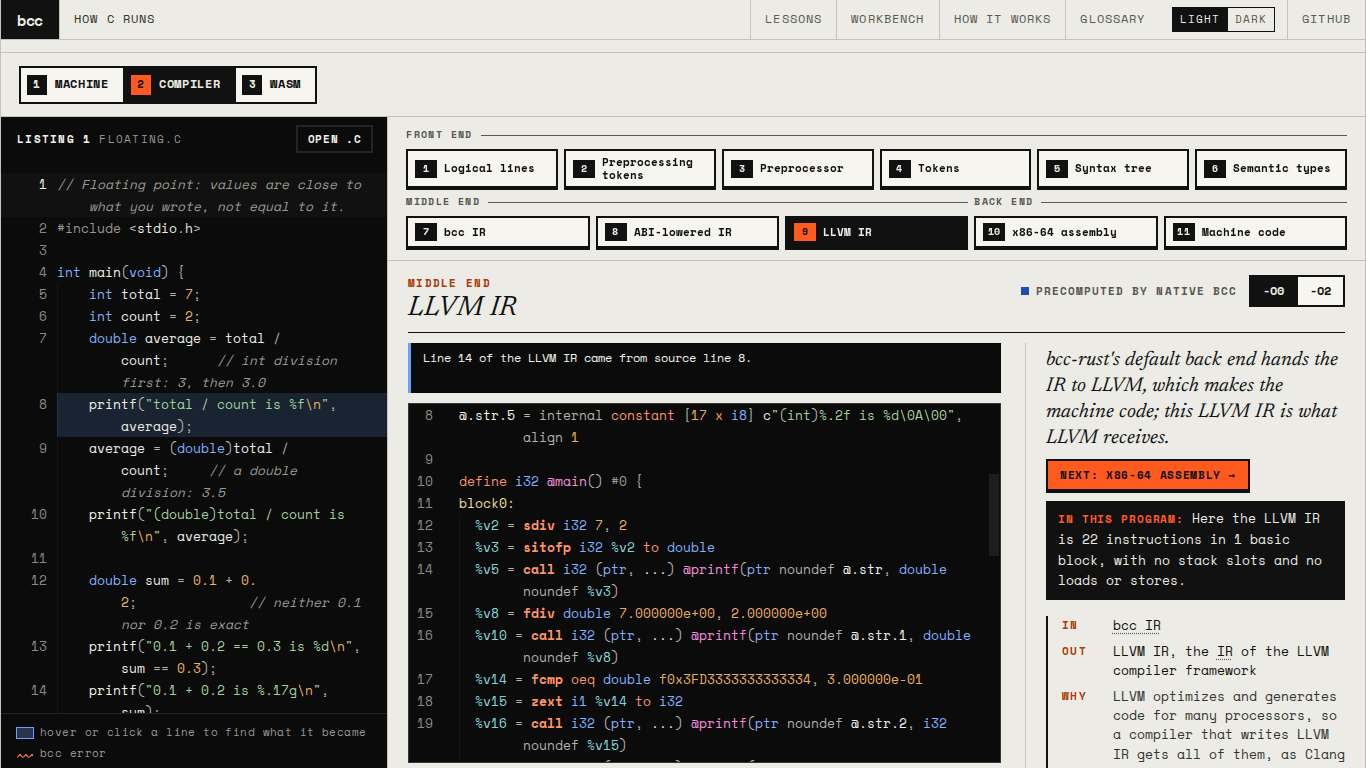 bcc HOW C RUNS LESSONS WORKBENCH HOW IT WORKS GLOSSARY LIGHT DARK GITHUB
1 MACHINE 2 COMPILER 3 WASM
LISTING 1 FLOATING.C OPEN .C
1 // Floating point: values are close to
what you wrote, not equal to it.
2 #include <stdio.h>
3
4 int main(void) {
5 int total = 7;
6 int count = 2;
7 double average = total /
count; // int division
first: 3, then 3.0
8 printf("total / count is %f\n",
average);
9 average = (double)total /
count; // a double
division: 3.5
10 printf("(double)total / count is
%f\n", average);
11
12 double sum = 0.1 + 0.
2; // neither 0.1
nor 0.2 is exact
13 printf("0.1 + 0.2 == 0.3 is %d\n",
sum == 0.3);
14 printf("0.1 + 0.2 is %.17g\n",
sum);
hover or click a line to find what it became
bcc error
FRONT END
1 Logical lines
2 Preprocessing
tokens
3 Preprocessor
4 Tokens
5 Syntax tree
6 Semantic types
MIDDLE END
BACK END
7 bcc IR
8 ABI-lowered IR
9 LLVM IR
10 x86-64 assembly
11 Machine code
MIDDLE END
LLVM IR
PRECOMPUTED BY NATIVE BCC -O0 -O2
Line 14 of the LLVM IR came from source line 8.
8 @.str.5 = internal constant [17 x i8] c"(int)%.2f is %d\0A\00",
align 1
9
10 define i32 @main() #0 {
11 block0:
12 %v2 = sdiv i32 7, 2
13 %v3 = sitofp i32 %v2 to double
14 %v5 = call i32 (ptr, ...) @printf(ptr noundef @.str, double
noundef %v3)
15 %v8 = fdiv double 7.000000e+00, 2.000000e+00
16 %v10 = call i32 (ptr, ...) @printf(ptr noundef @.str.1, double
noundef %v8)
17 %v14 = fcmp oeq double f0x3FD3333333333334, 3.000000e-01
18 %v15 = zext i1 %v14 to i32
19 %v16 = call i32 (ptr, ...) @printf(ptr noundef @.str.2, i32
noundef %v15)
bcc-rust's default back end hands the
IR to LLVM, which makes the
machine code; this LLVM IR is what
LLVM receives.
NEXT: X86-64 ASSEMBLY →
IN THIS PROGRAM: Here the LLVM IR
is 22 instructions in 1 basic
block, with no stack slots and no
loads or stores.
IN bcc IR
OUT LLVM IR, the IR of the LLVM
compiler framework
WHY LLVM optimizes and generates
code for many processors, so
a compiler that writes LLVM
IR gets all of them, as Clang